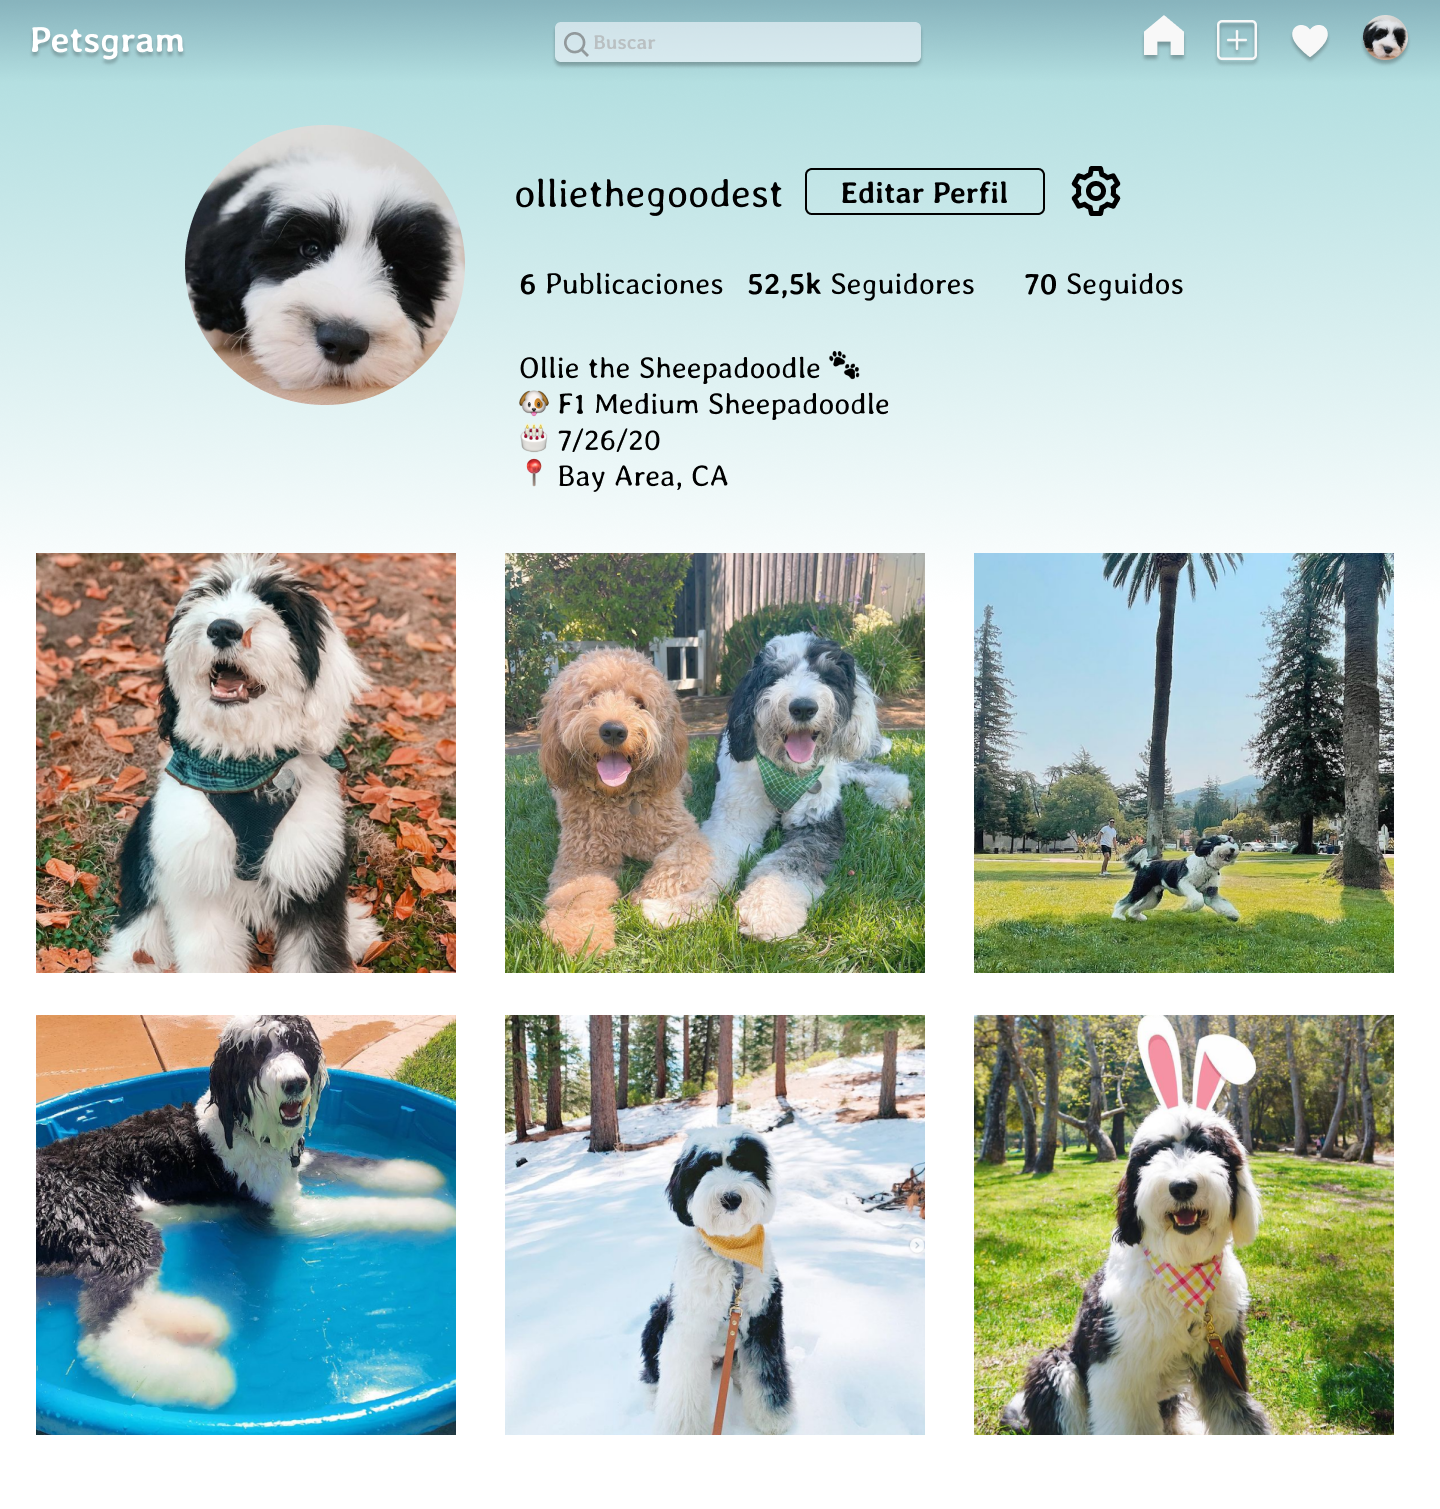 Petsgram
Buscar
olliethegoodest
Editar Perfil
6 Publicaciones 52,5k Seguidores 70 Seguidos
Ollie the Sheepadoodle 🐾
🐶 F1 Medium Sheepadoodle
🎂 7/26/20
📍 Bay Area, CA